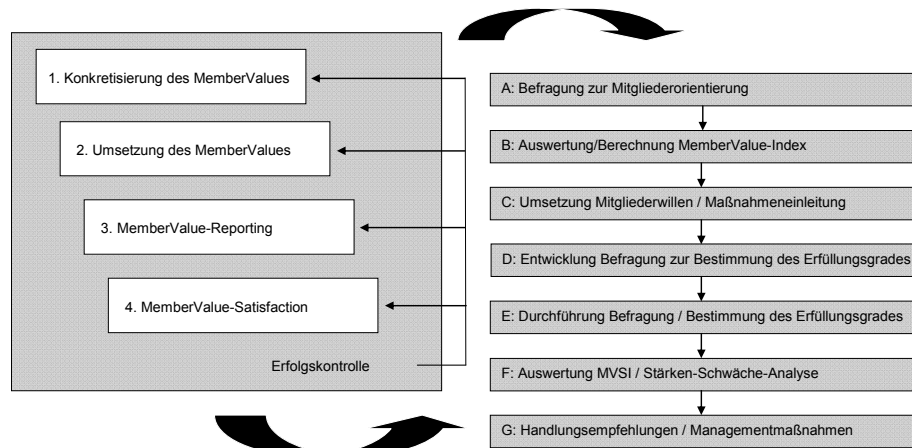 1. Konkretisierung des MemberValues
2. Umsetzung des MemberValues
3. MemberValue-Reporting
4. MemberValue-Satisfaction
Erfolgskontrolle
A: Befragung zur Mitgliederorientierung
B: Auswertung/Berechnung MemberValue-Index
C: Umsetzung Mitgliederwillen / Maßnahmeneinleitung
D: Entwicklung Befragung zur Bestimmung des Erfüllungsgrades
E: Durchführung Befragung / Bestimmung des Erfüllungsgrades
F: Auswertung MVSI / Stärken-Schwäche-Analyse
G: Handlungsempfehlungen / Managementmaßnahmen